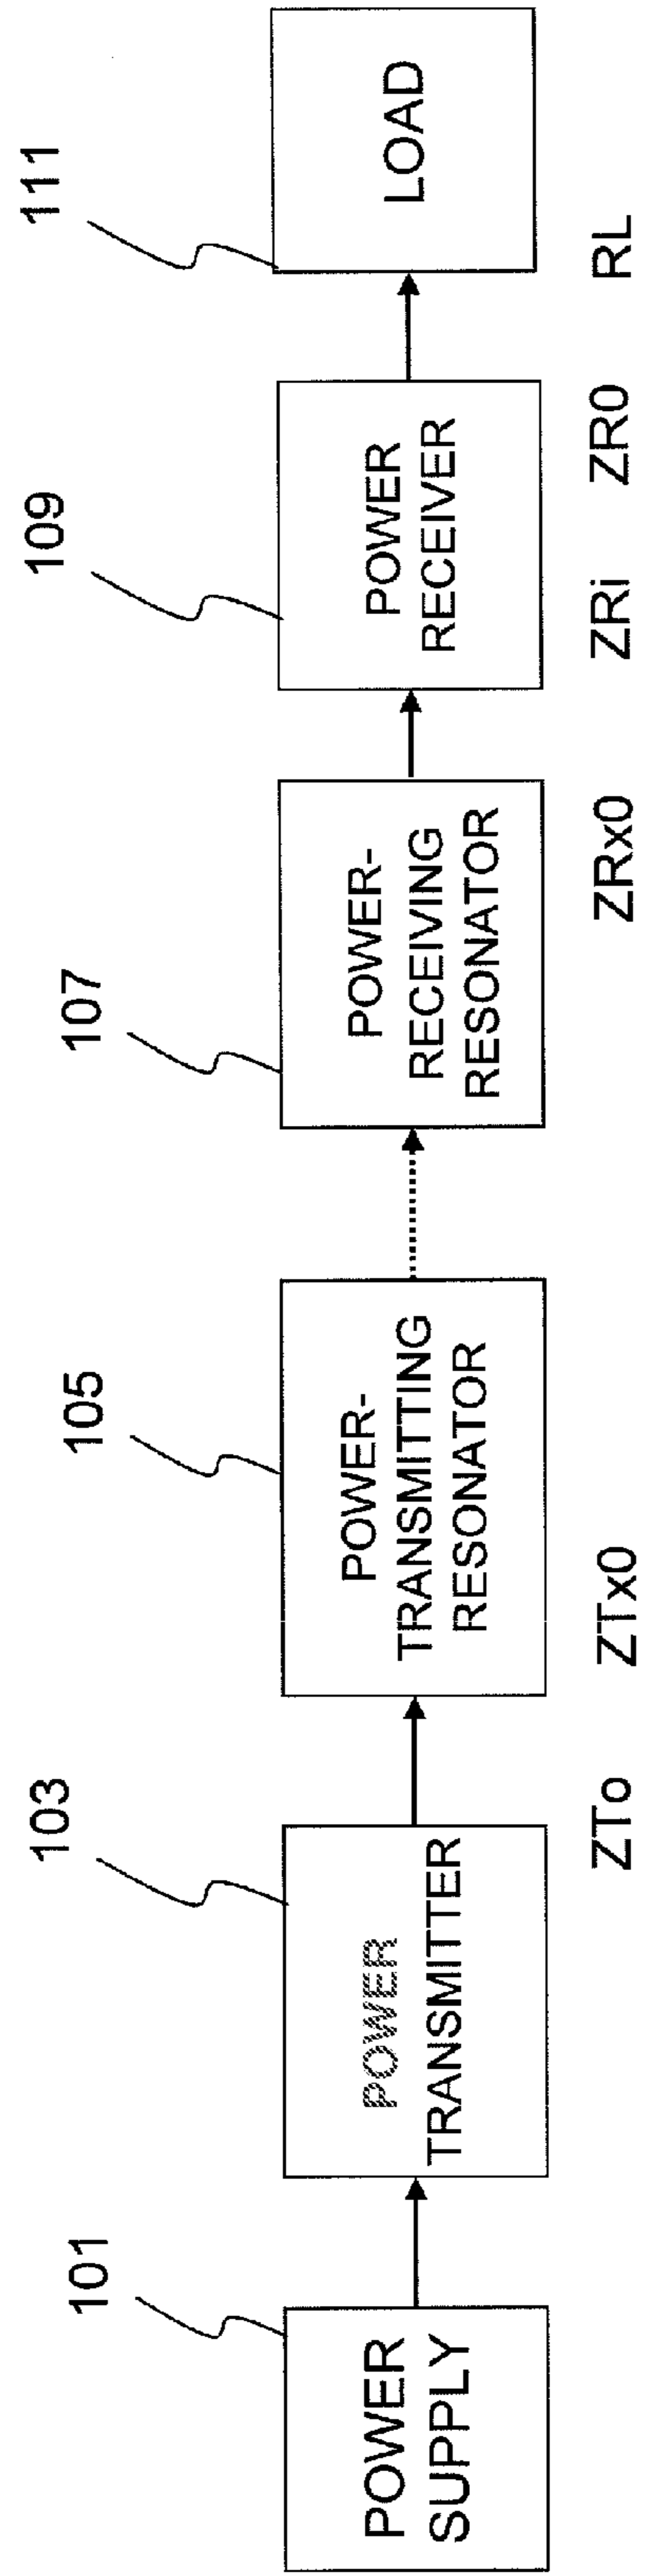 101
103
105
107
109
111
POWER
SUPPLY
POWER
TRANSMITTER
POWER-
TRANSMITTING
RESONATOR
POWER-
RECEIVING
RESONATOR
POWER
RECEIVER
LOAD
ZTo
ZTx0
ZRx0
ZRi
ZR0
RL